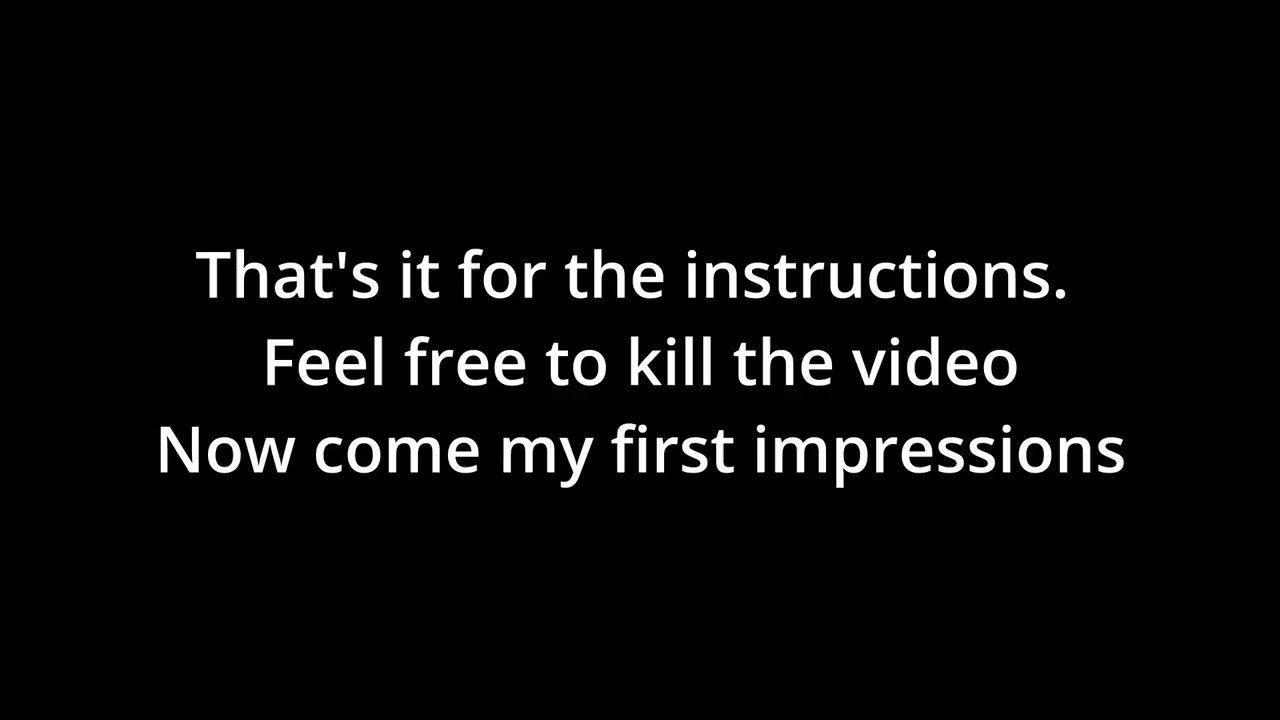 That's it for the instructions.
Feel free to kill the video
Now come my first impressions